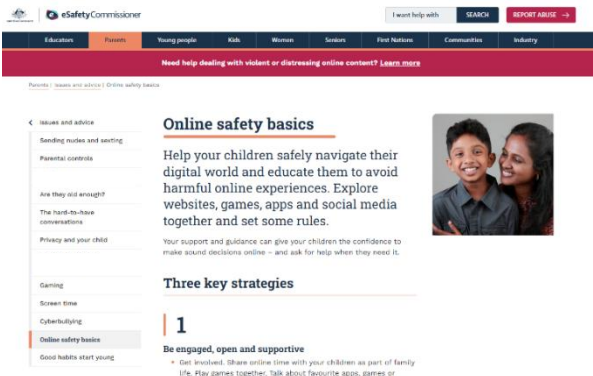 eSafetyCommissioner
I want help with
SEARCH
REPORT ABUSE →
Educators
Parents
Young people
Kids
Women
Seniors
First Nations
Communities
Industry
Need help dealing with violent or distressing online content? Learn more
Parents | Issues and advice | Online safety basics
Issues and advice
Sending nudes and sexting
Parental controls
Are they old enough?
The hard-to-have
conversations
Privacy and your child
Gaming
Screen time
Cyberbullying
Online safety basics
Good habits start young
Online safety basics
Help your children safely navigate their
digital world and educate them to avoid
harmful online experiences. Explore
websites, games, apps and social media
together and set some rules.
Your support and guidance can give your children the confidence to
make sound decisions online – and ask for help when they need it.
Three key strategies
1
Be engaged, open and supportive
• Get involved. Share online time with your children as part of family
life. Play games together. Talk about favourite apps, games or